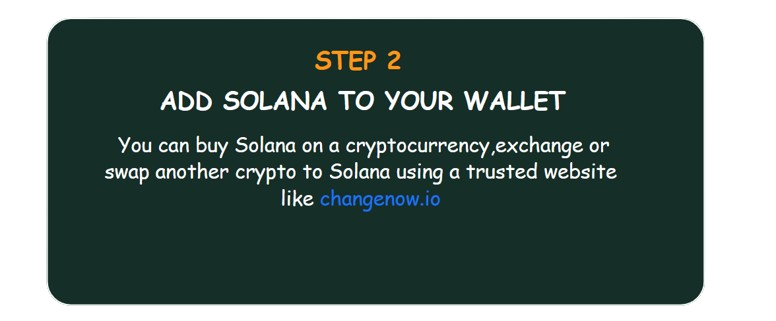 STEP 2
ADD SOLANA TO YOUR WALLET
You can buy Solana on a cryptocurrency,exchange or
swap another crypto to Solana using a trusted website
like changenow.io